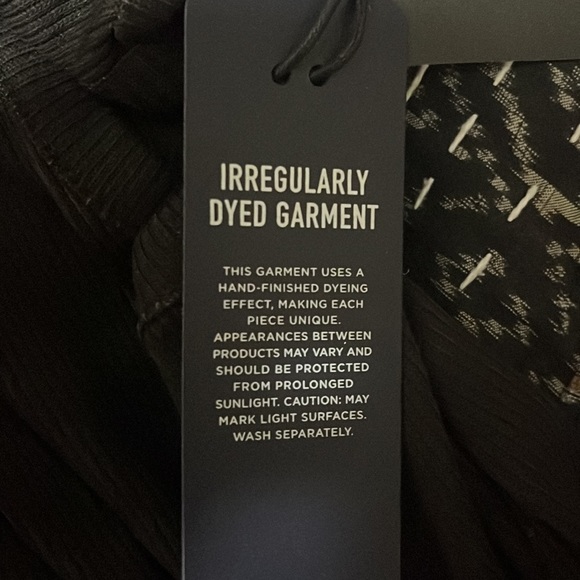 IRREGULARLY
DYED GARMENT
THIS GARMENT USES A
HAND-FINISHED DYEING
EFFECT, MAKING EACH
PIECE UNIQUE.
APPEARANCES BETWEEN
PRODUCTS MAY VARY AND
SHOULD BE PROTECTED
FROM PROLONGED
SUNLIGHT. CAUTION: MAY
MARK LIGHT SURFACES.
WASH SEPARATELY.